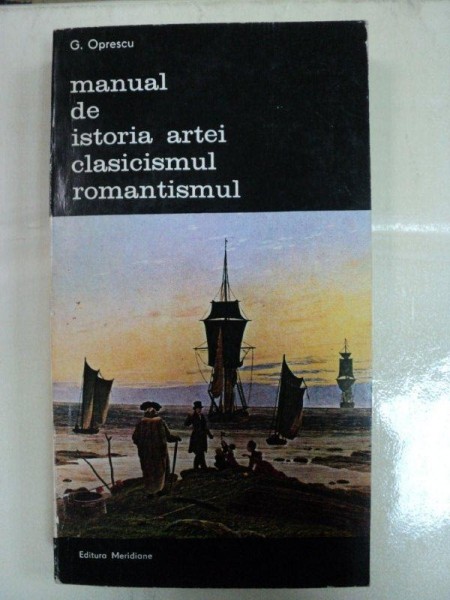 G. Oprescu
manual
de
istoria artei
clasicismul
romantismul
Editura Meridiane